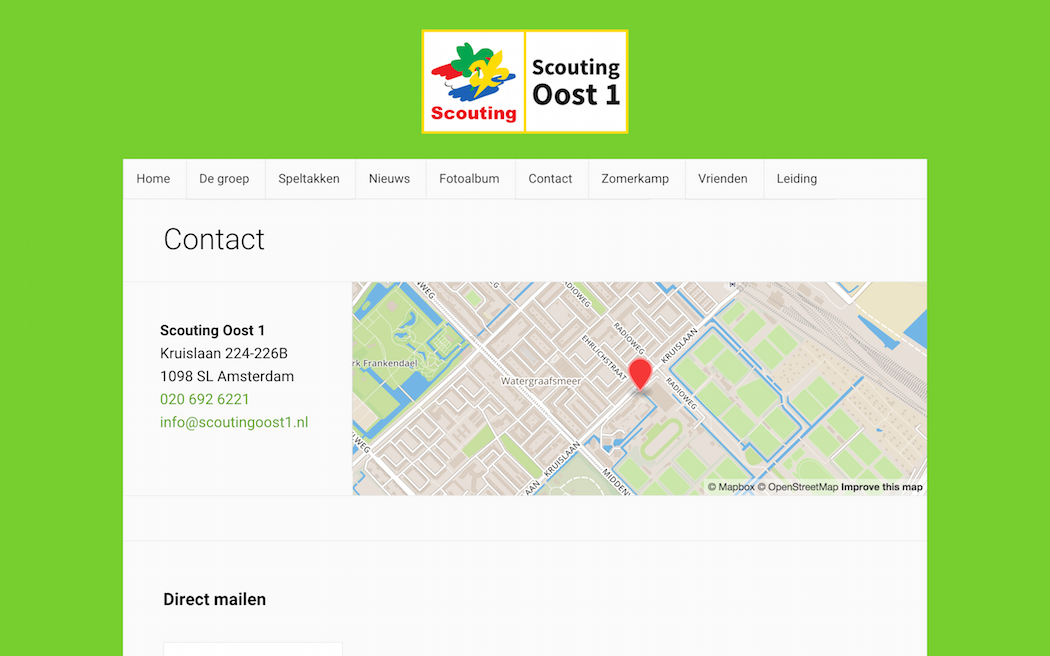 Scouting
Scouting
Oost 1
Home
De groep
Speltakken
Nieuws
Fotoalbum
Contact
Zomerkamp
Vrienden
Leiding
Contact
Scouting Oost 1
Kruislaan 224-226B
1098 SL Amsterdam
020 692 6221
info@scoutingoost1.nl
WEG
RADIOWEG
KRUISLAAN
EHRLICHSTRAAT
rk Frankendael
Watergraafsmeer
RADIOWEG
WEG
KRUISLAAN
AAN
MIDDEN
© Mapbox © OpenStreetMap Improve this map
Direct mailen